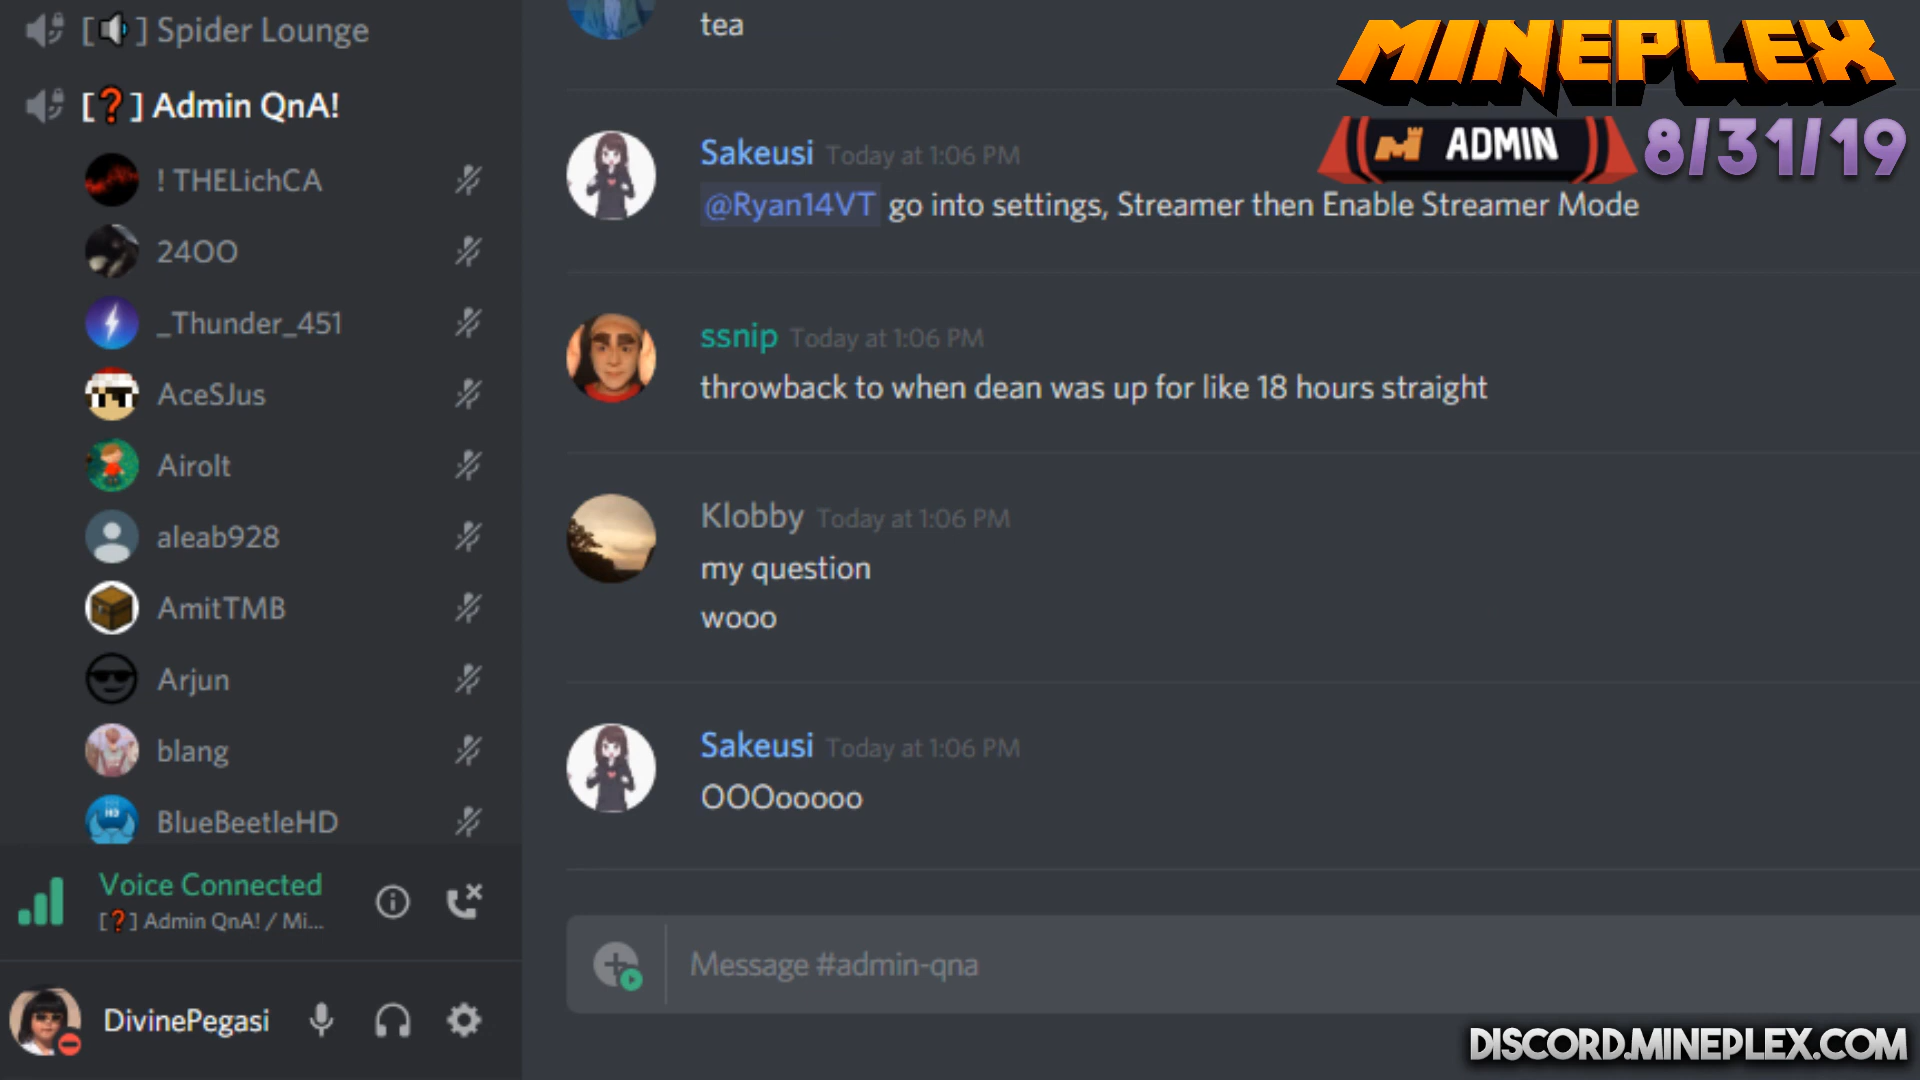 [🔊] Spider Lounge
[❓] Admin QnA!
! THELichCA
24OO
_Thunder_451
AceSJus
Airolt
aleab928
AmitTMB
Arjun
blang
BlueBeetleHD
Voice Connected
[❓] Admin QnA! / Mi...
DivinePegasi
tea
Sakeusi Today at 1:06 PM
@Ryan14VT go into settings, Streamer then Enable Streamer Mode
ssnip Today at 1:06 PM
throwback to when dean was up for like 18 hours straight
Klobby Today at 1:06 PM
my question
wooo
Sakeusi Today at 1:06 PM
OOOooooo
Message #admin-qna
MINEPLEX
ADMIN 8/31/19
DISCORD.MINEPLEX.COM